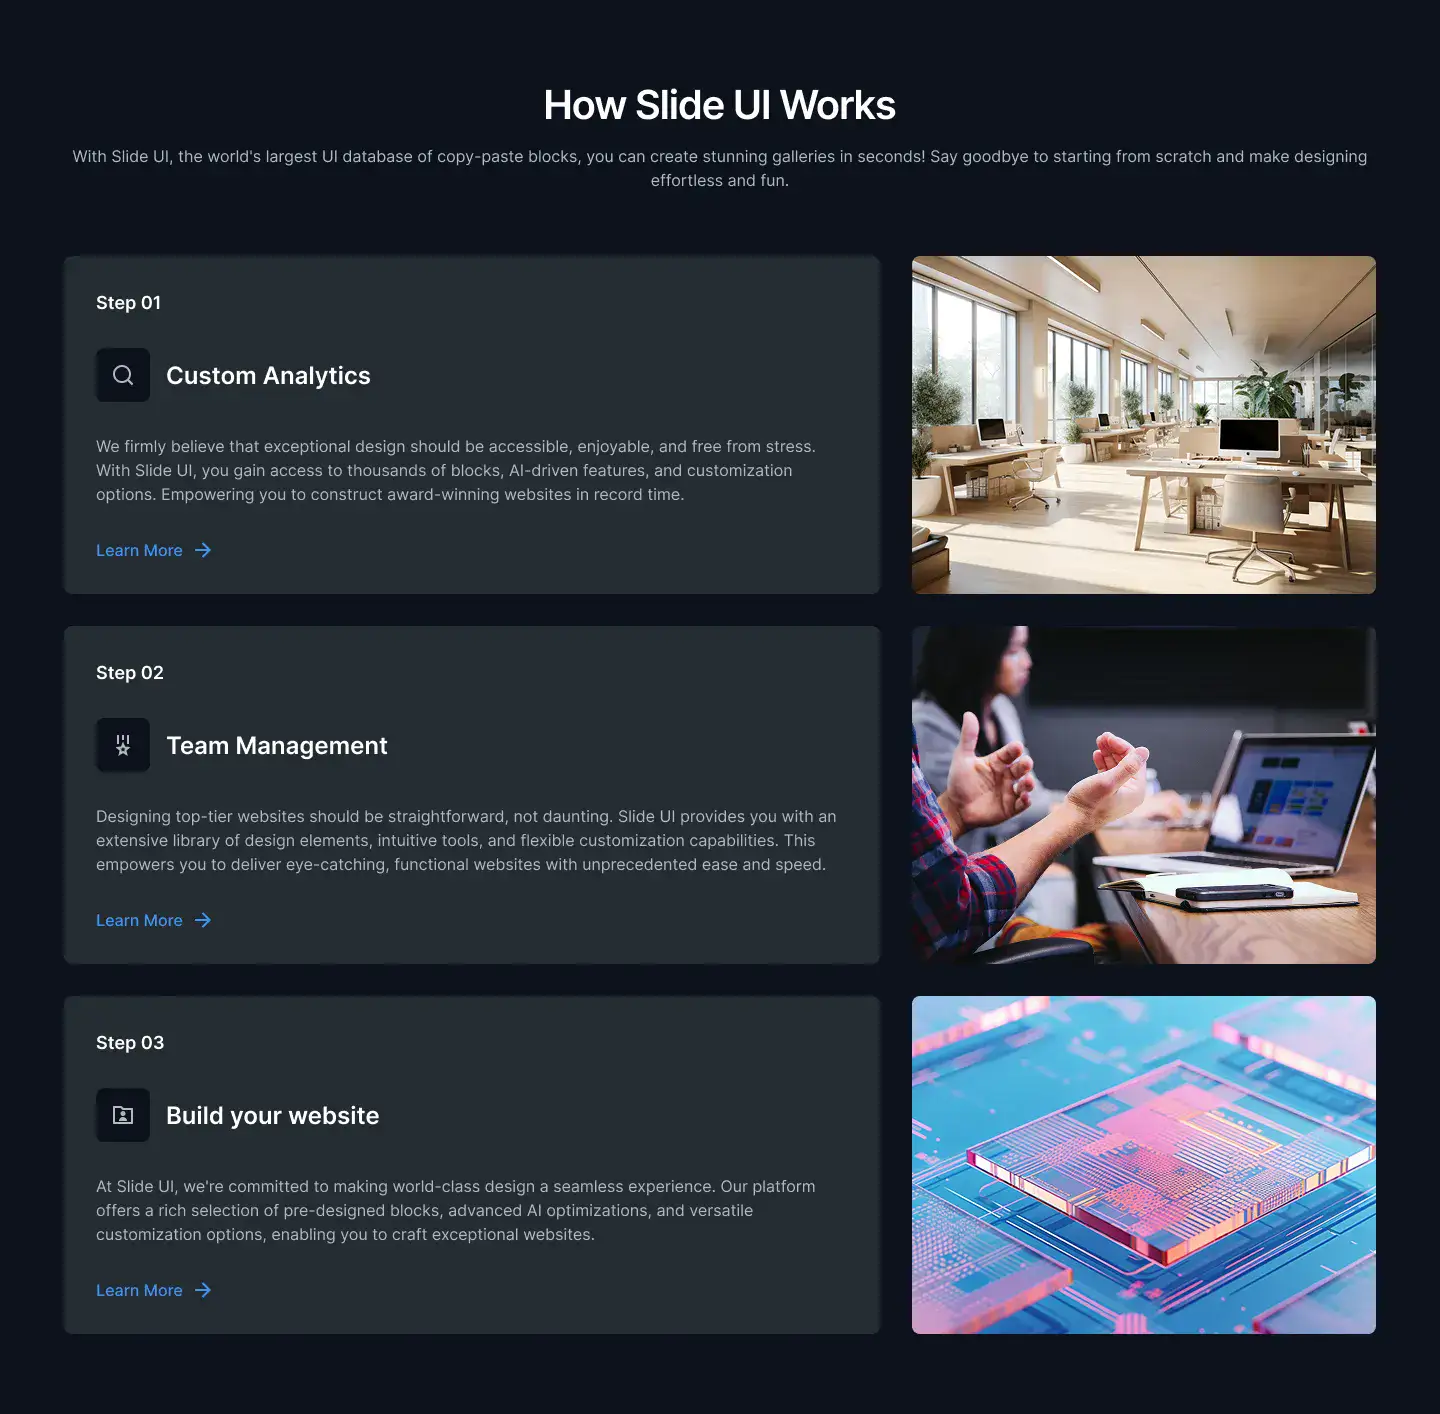 How Slide UI Works
With Slide UI, the world's largest UI database of copy-paste blocks, you can create stunning galleries in seconds! Say goodbye to starting from scratch and make designing
effortless and fun.
Step 01
Custom Analytics
We firmly believe that exceptional design should be accessible, enjoyable, and free from stress.
With Slide UI, you gain access to thousands of blocks, AI-driven features, and customization
options. Empowering you to construct award-winning websites in record time.
Learn More
Step 02
Team Management
Designing top-tier websites should be straightforward, not daunting. Slide UI provides you with an
extensive library of design elements, intuitive tools, and flexible customization capabilities. This
empowers you to deliver eye-catching, functional websites with unprecedented ease and speed.
Learn More
Step 03
Build your website
At Slide UI, we're committed to making world-class design a seamless experience. Our platform
offers a rich selection of pre-designed blocks, advanced AI optimizations, and versatile
customization options, enabling you to craft exceptional websites.
Learn More